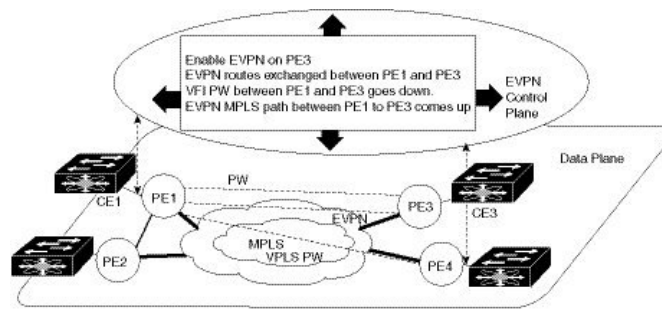 Enable EVPN on PE3
EVPN routes exchanged between PE1 and PE3
VFI PW between PE1 and PE3 goes down.
EVPN MPLS path between PE1 to PE3 comes up
EVPN
Control
Plane
Data Plane
PW
CE1
PE1
PE3
CE3
EVPN
MPLS
VPLS PW
PE2
PE4